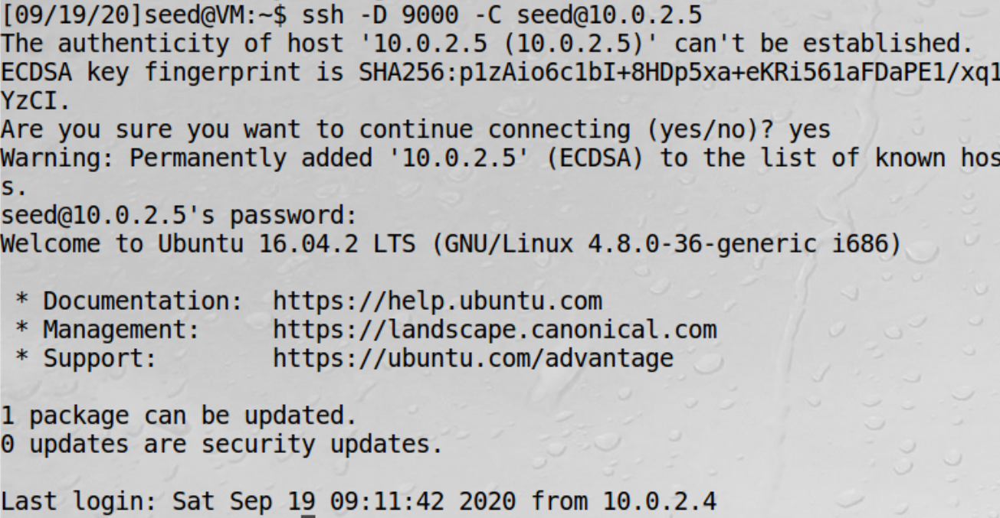 [09/19/20]seed@VM:~$ ssh -D 9000 -C seed@10.0.2.5
The authenticity of host '10.0.2.5 (10.0.2.5)' can't be established.
ECDSA key fingerprint is SHA256:p1zAio6c1bI+8HDp5xa+eKRi561aFDaPE1/xq1
YzCI.
Are you sure you want to continue connecting (yes/no)? yes
Warning: Permanently added '10.0.2.5' (ECDSA) to the list of known hos
s.
seed@10.0.2.5's password:
Welcome to Ubuntu 16.04.2 LTS (GNU/Linux 4.8.0-36-generic i686)
* Documentation:  https://help.ubuntu.com
* Management:     https://landscape.canonical.com
* Support:        https://ubuntu.com/advantage
1 package can be updated.
0 updates are security updates.
Last login: Sat Sep 19 09:11:42 2020 from 10.0.2.4